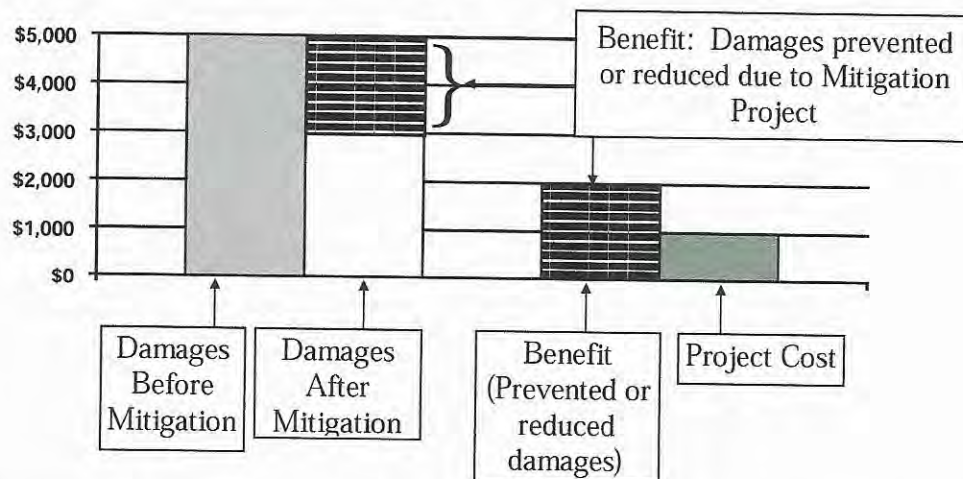 $5,000
$4,000
$3,000
$2,000
$1,000
$0
Benefit: Damages prevented
or reduced due to Mitigation
Project
Damages
Before
Mitigation
Damages
After
Mitigation
Benefit
(Prevented or
reduced
damages)
Project Cost